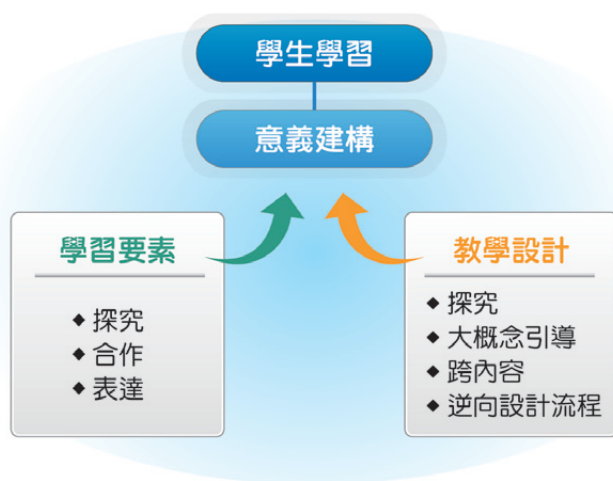 學生學習
意義建構
學習要素
◆ 探究
◆ 合作
◆ 表達
教學設計
◆ 探究
◆ 大概念引導
◆ 跨內容
◆ 逆向設計流程